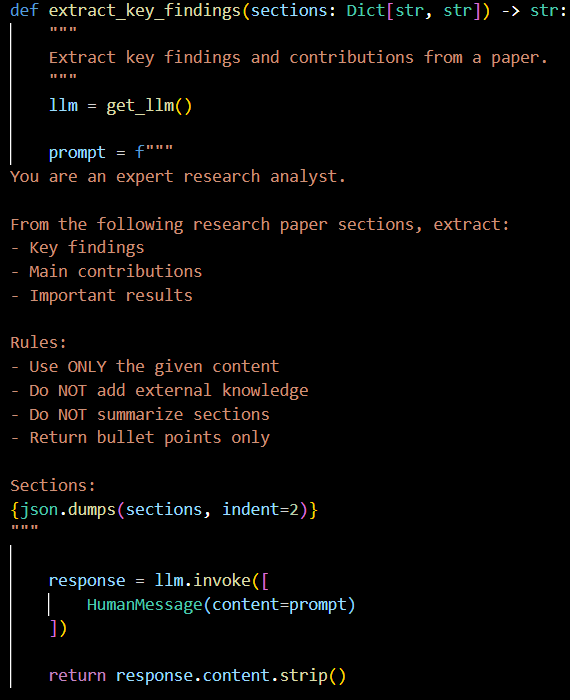 def extract_key_findings(sections: Dict[str, str]) -> str:
    """
    Extract key findings and contributions from a paper.
    """
    llm = get_llm()

    prompt = f"""
You are an expert research analyst.

From the following research paper sections, extract:
- Key findings
- Main contributions
- Important results

Rules:
- Use ONLY the given content
- Do NOT add external knowledge
- Do NOT summarize sections
- Return bullet points only

Sections:
{json.dumps(sections, indent=2)}
"""

    response = llm.invoke([
        HumanMessage(content=prompt)
    ])

    return response.content.strip()